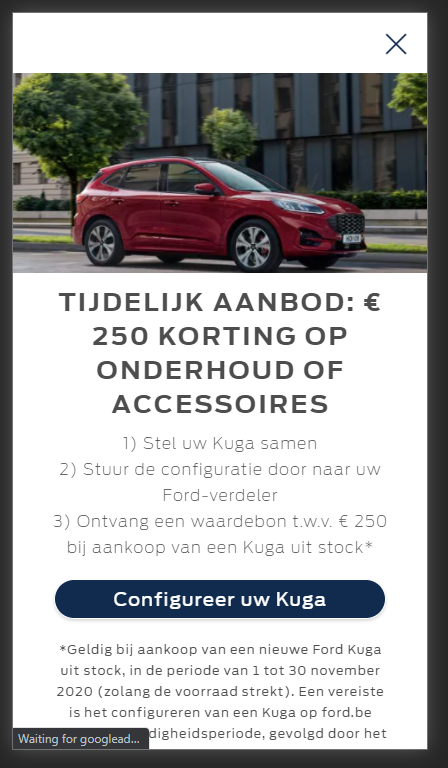 TIJDELIJK AANBOD: €
250 KORTING OP
ONDERHOUD OF
ACCESSOIRES
1) Stel uw Kuga samen
2) Stuur de configuratie door naar uw
Ford-verdeler
3) Ontvang een waardebon t.w.v. € 250
bij aankoop van een Kuga uit stock*
Configureer uw Kuga
*Geldig bij aankoop van een nieuwe Ford Kuga
uit stock, in de periode van 1 tot 30 november
2020 (zolang de voorraad strekt). Een vereiste
is het configureren van een Kuga op ford.be
digheidsperiode, gevolgd door het
Waiting for googlead...